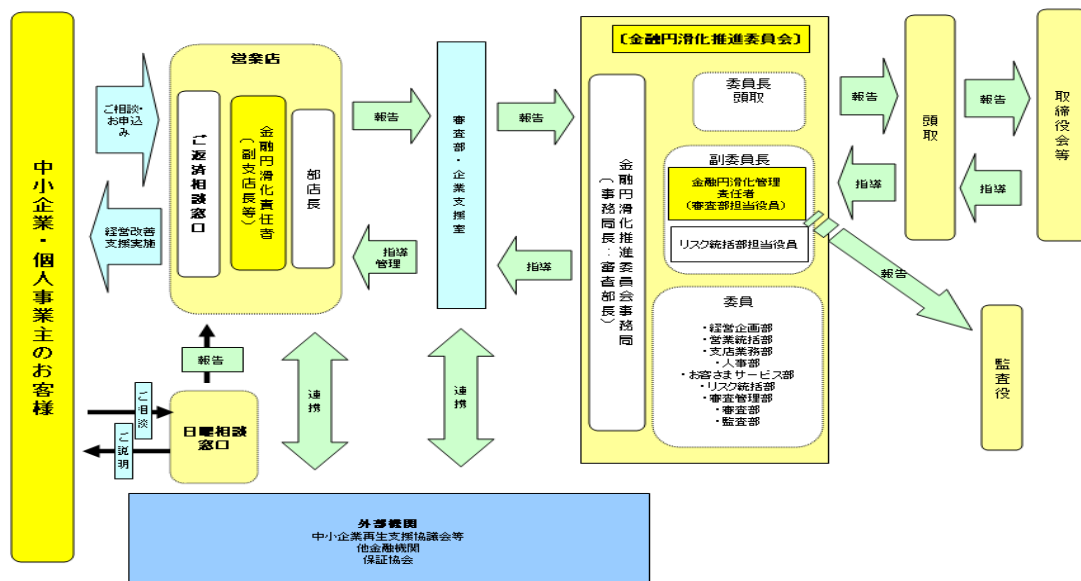 中小企業・個人事業主のお客様
ご相談・
お申込
み
経営改善
支援実施
営業店
ご返済相談窓口
金融円滑化責任者
（副支店長等）
部店長
報告
指導
管理
審査部・企業支援室
報告
指導
〔金融円滑化推進委員会〕
金融円滑化推進委員会事務局
（事務局長：審査部長）
委員長
頭取
副委員長
金融円滑化管理
責任者
（審査部担当役員）
リスク統括部担当役員
委員
・経営企画部
・営業統括部
・支店業務部
・人事部
・お客さまサービス部
・リスク統括部
・審査管理部
・審査部
・監査部
報告
指導
頭取
報告
指導
取締役会等
報告
監査役
報告
ご相談
ご説明
日曜相談
窓口
連携
連携
外部機関
中小企業再生支援協議会等
他金融機関
保証協会